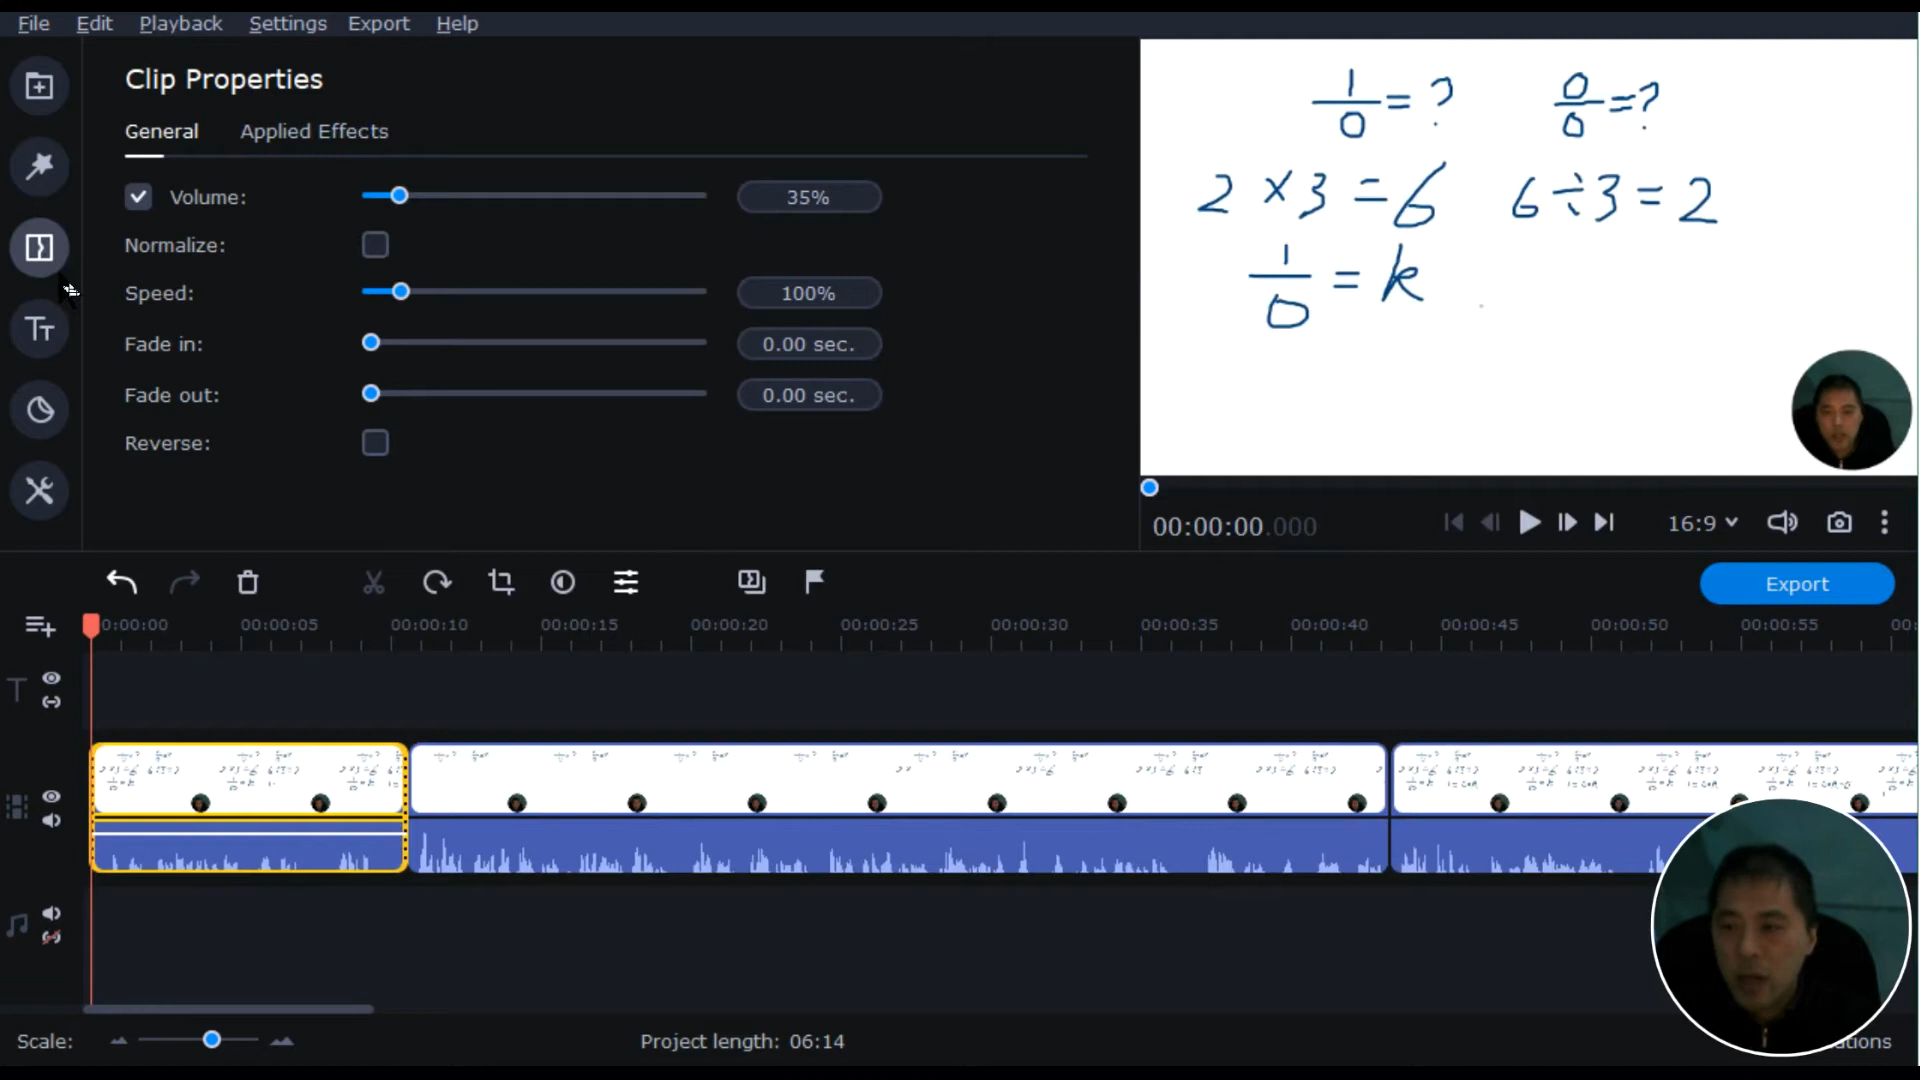 File Edit Playback Settings Export Help
Clip Properties
General Applied Effects
Volume: 35%
Normalize:
Speed: 100%
Fade in: 0.00 sec.
Fade out: 0.00 sec.
Reverse:
1/0 = ? 0/0 = ?
2 × 3 = 6 6 ÷ 3 = 2
1/0 = k
00:00:00.000
16:9
Export
0:00:00 00:00:05 00:00:10 00:00:15 00:00:20 00:00:25 00:00:30 00:00:35 00:00:40 00:00:45 00:00:50 00:00:55 00:
Scale: Project length: 06:14